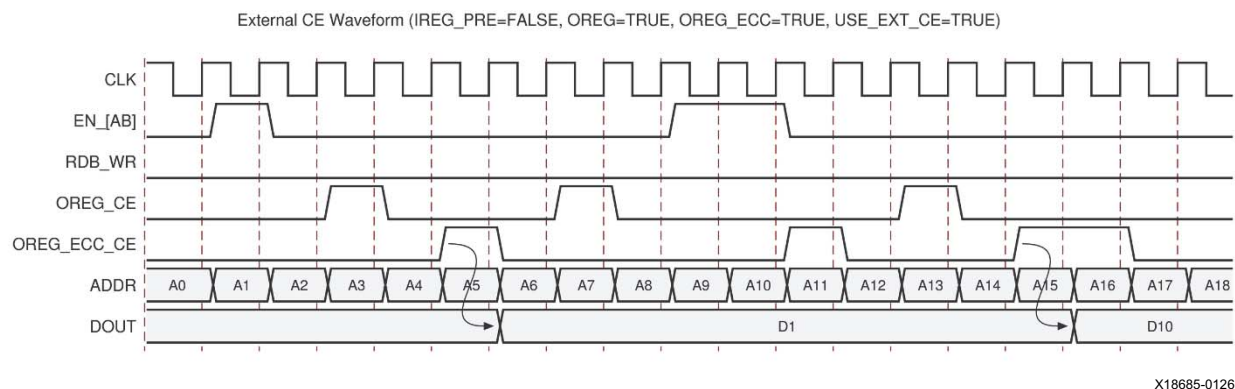 External CE Waveform (IREG_PRE=FALSE, OREG=TRUE, OREG_ECC=TRUE, USE_EXT_CE=TRUE)
CLK
EN_[AB]
RDB_WR
OREG_CE
OREG_ECC_CE
ADDR A0 A1 A2 A3 A4 A5 A6 A7 A8 A9 A10 A11 A12 A13 A14 A15 A16 A17 A18
DOUT D1 D10
X18685-0126